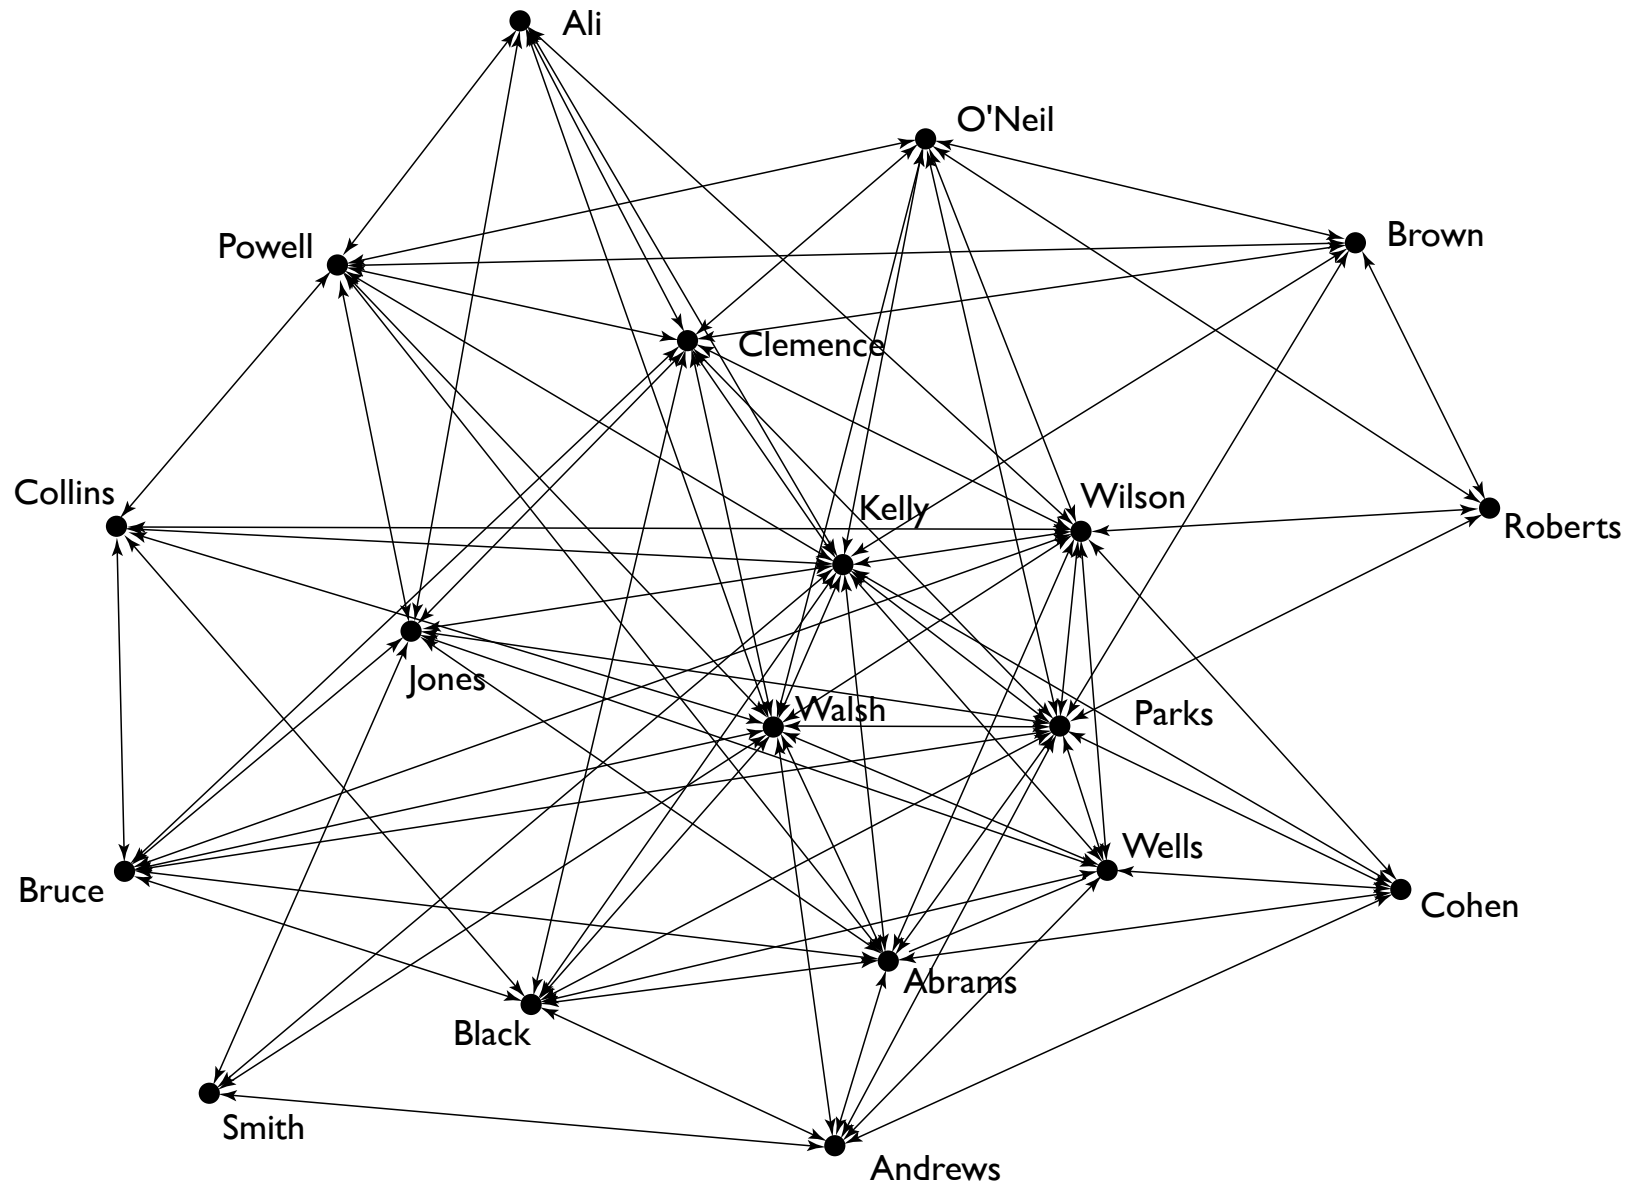 Ali
O'Neil
Brown
Powell
Clemence
Collins
Kelly
Wilson
Roberts
Jones
Walsh
Parks
Wells
Bruce
Cohen
Abrams
Black
Smith
Andrews